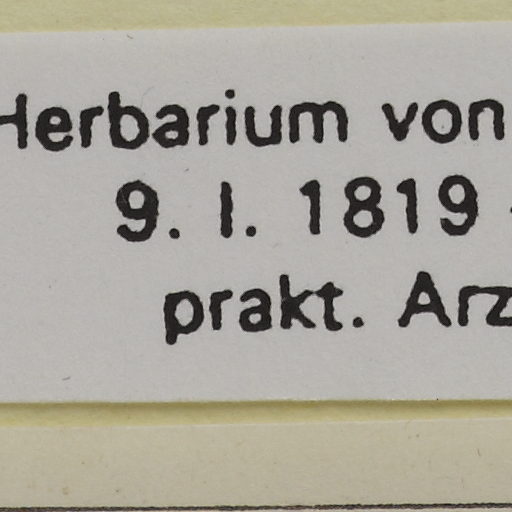 Herbarium von
9. I. 1819
prakt. Arz